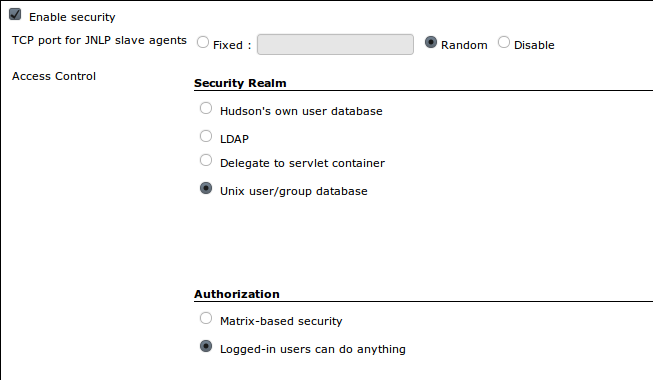 Enable security
TCP port for JNLP slave agents Fixed : Random Disable
Access Control
Security Realm
Hudson's own user database
LDAP
Delegate to servlet container
Unix user/group database
Authorization
Matrix-based security
Logged-in users can do anything